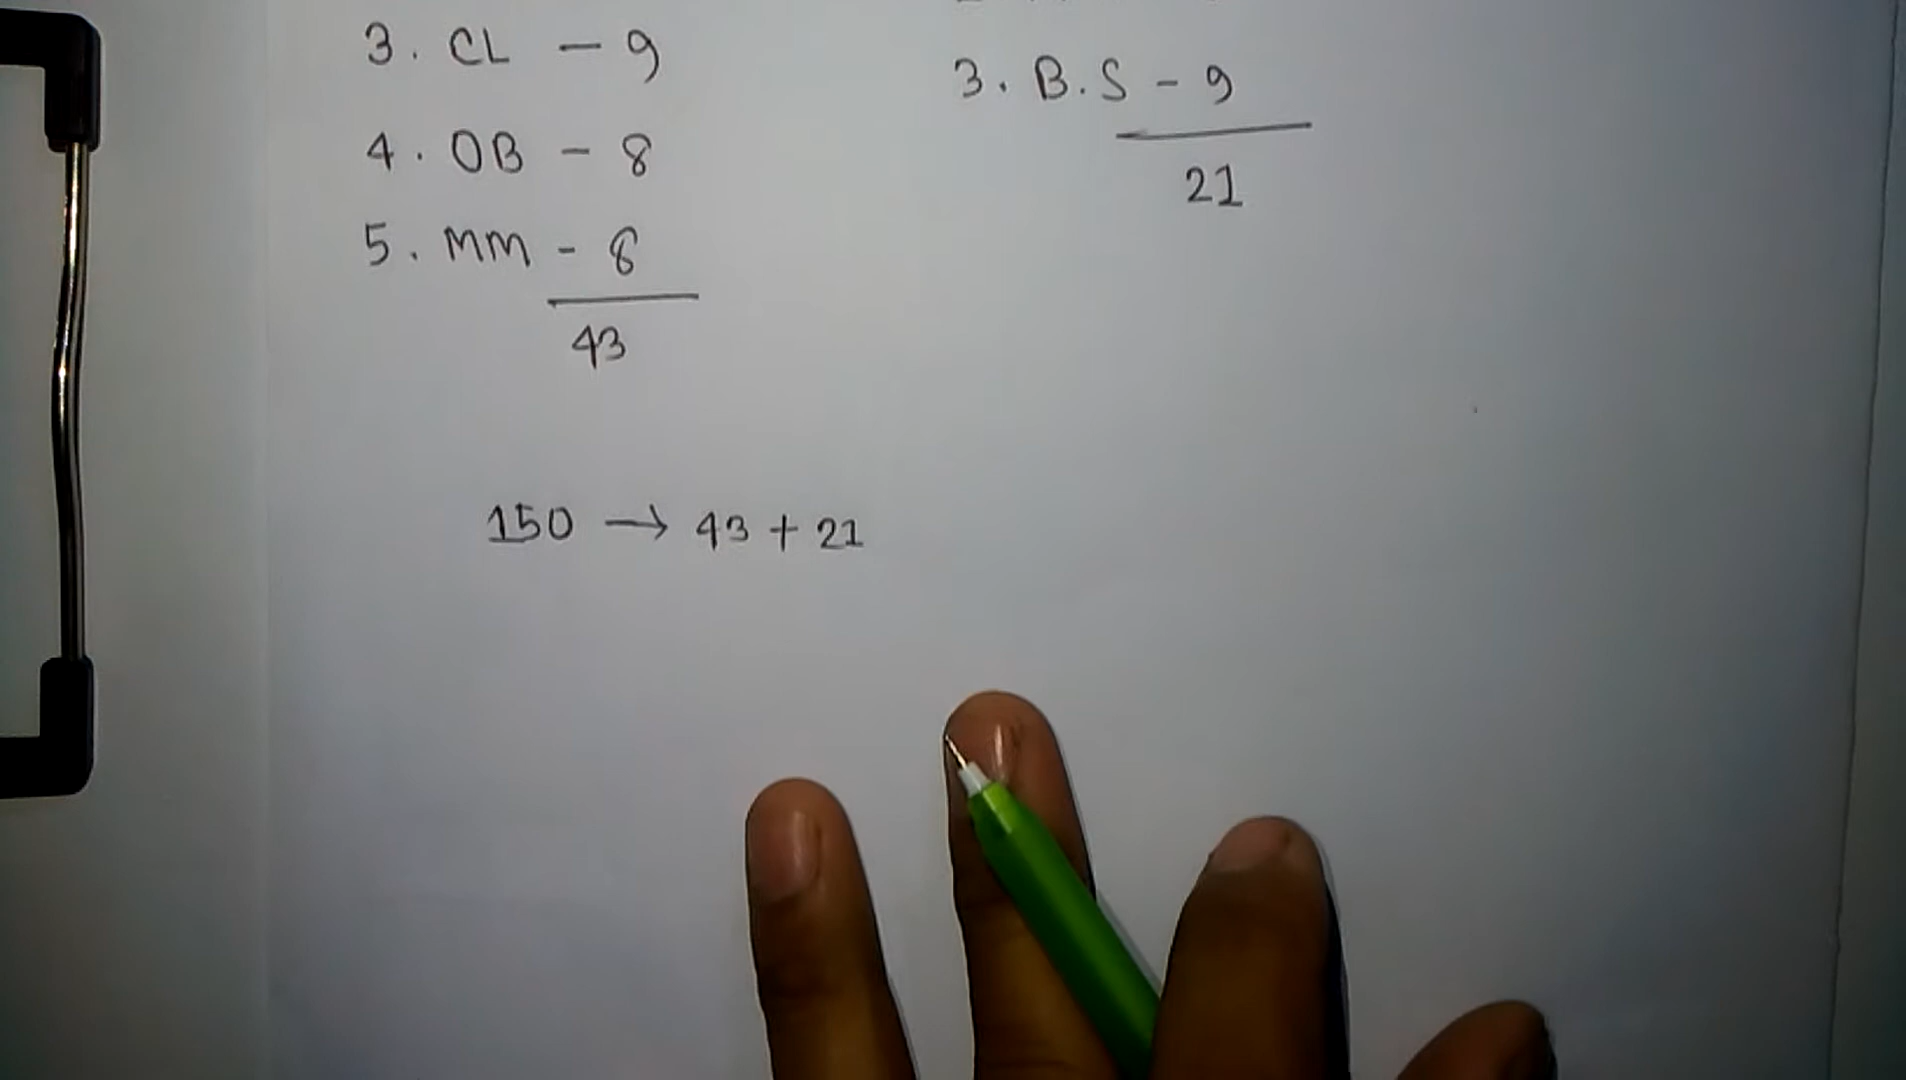 3. CL - 9
4. OB - 8
5. MM - 8
43
3. B.S - 9
21
150 → 43 + 21